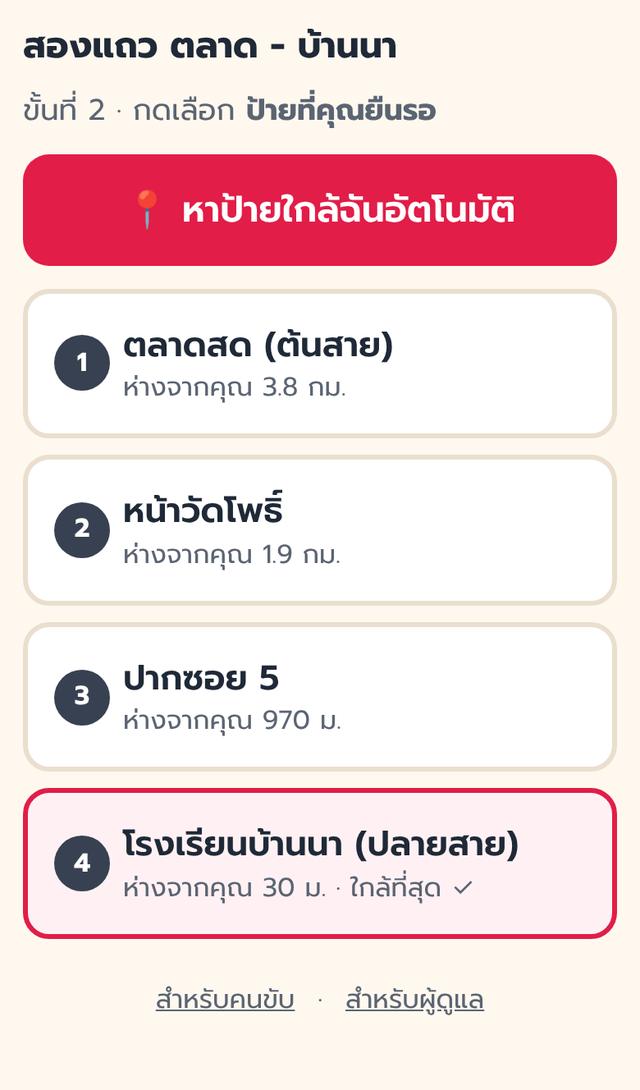 สองแถว ตลาด - บ้านนา
ขั้นที่ 2 · กดเลือก ป้ายที่คุณยืนรอ
📍 หาป้ายใกล้ฉันอัตโนมัติ
1
ตลาดสด (ต้นสาย)
ห่างจากคุณ 3.8 กม.
2
หน้าวัดโพธิ์
ห่างจากคุณ 1.9 กม.
3
ปากซอย 5
ห่างจากคุณ 970 ม.
4
โรงเรียนบ้านนา (ปลายสาย)
ห่างจากคุณ 30 ม. · ใกล้ที่สุด ✓
สำหรับคนขับ · สำหรับผู้ดูแล